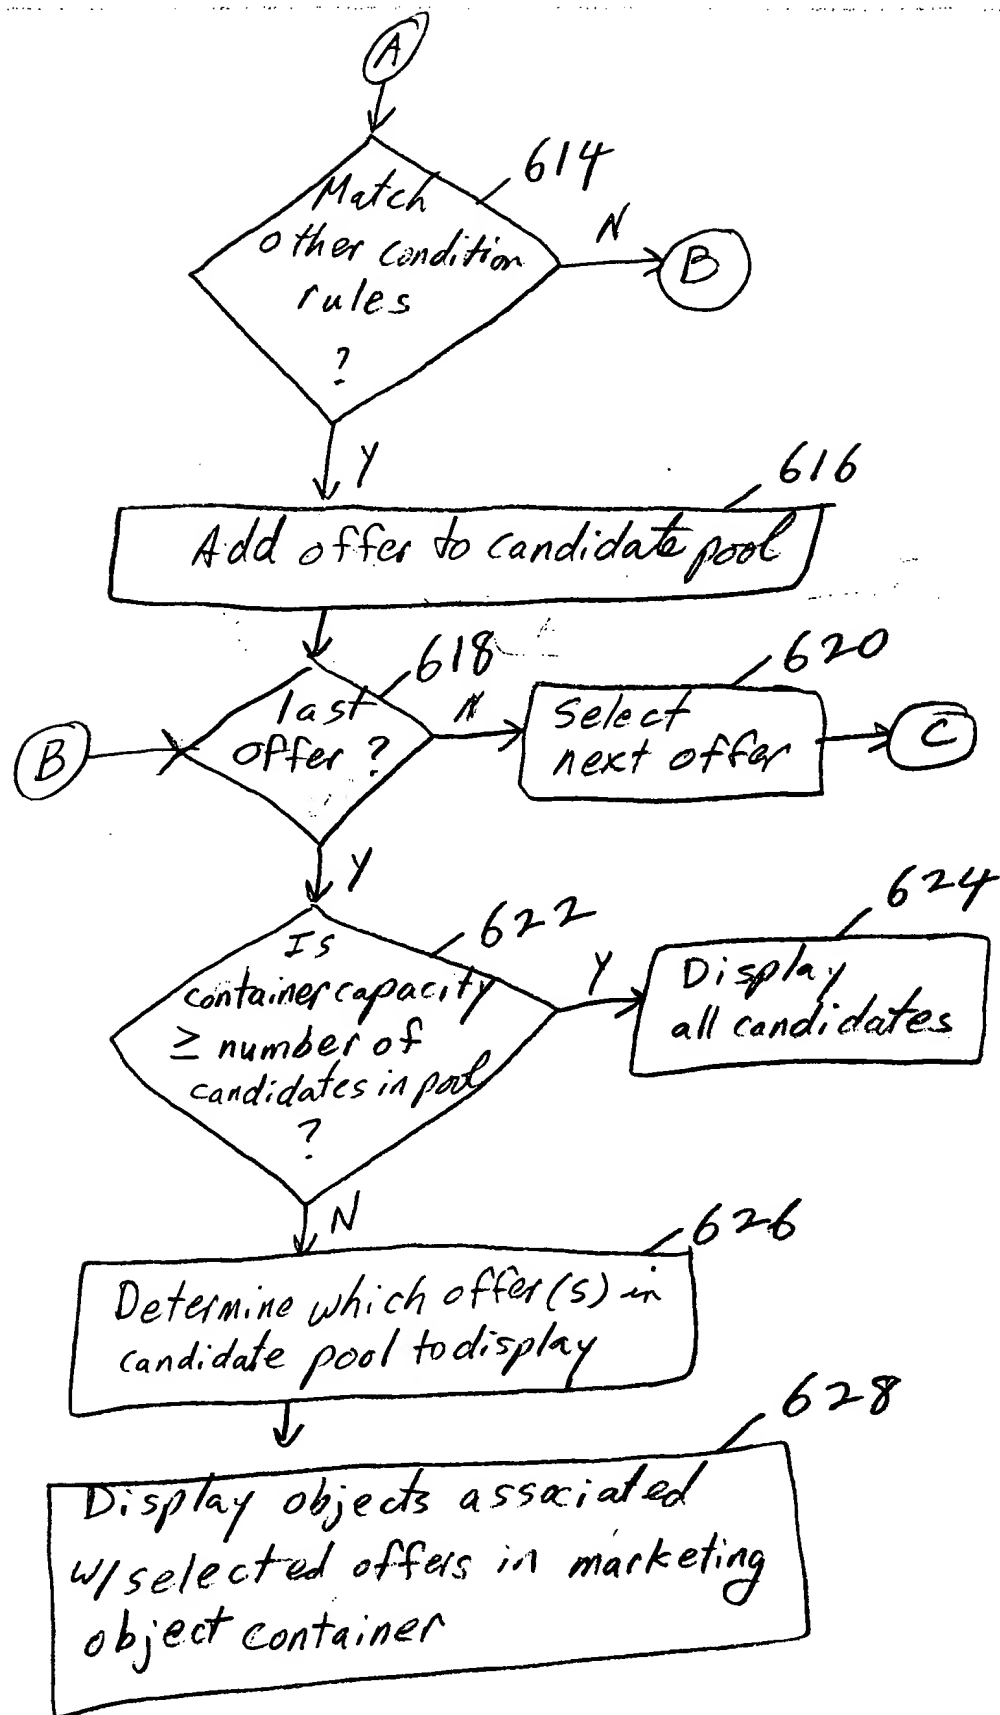 A
614
Match
other condition
rules
?
N
B
Y
616
Add offer to candidate pool
618
last
offer ?
B
N
620
Select
next offer
C
Y
622
Is
container capacity
≥ number of
candidates in pool
?
Y
624
Display
all candidates
N
626
Determine which offer(s) in
candidate pool to display
628
Display objects associated
w/ selected offers in marketing
object container